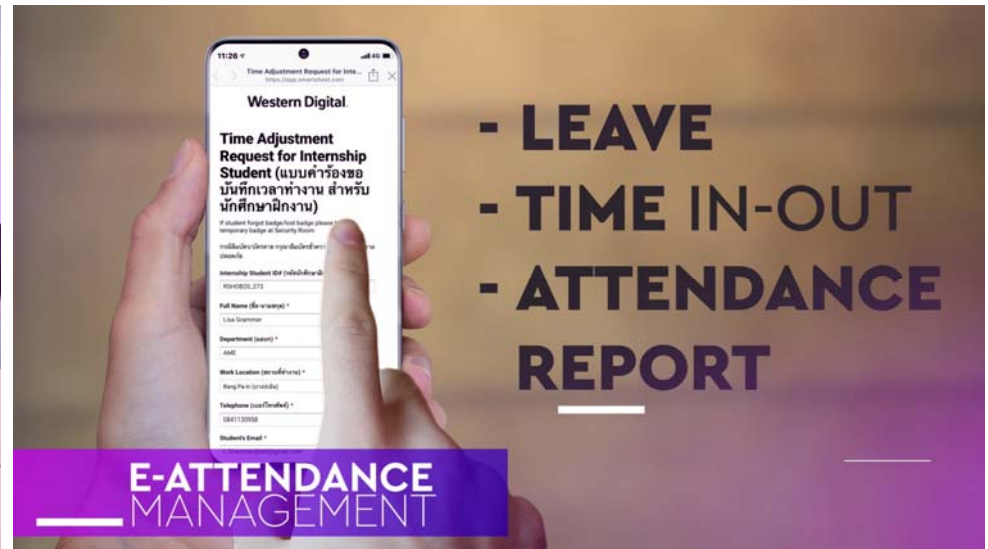 11:26
4G
Time Adjustment Request for Inte...
https://app.smartsheet.com
Western Digital.
Time Adjustment
Request for Internship
Student (แบบคำร้องขอ
บันทึกเวลาทำงาน สำหรับ
นักศึกษาฝึกงาน)
If student forgot badge/lost badge please
temporary badge at Security Room
Internship Student ID#
RSHOB20_273
Full Name (ชื่อ-นามสกุล) *
Lisa Grammer
Department (แผนก) *
AME
Work Location (สถานที่ทำงาน) *
Bang Pa-in (บางปะอิน)
Telephone (เบอร์โทรศัพท์) *
0841130958
Student's Email *
- LEAVE
- TIME IN-OUT
- ATTENDANCE
REPORT
E-ATTENDANCE
MANAGEMENT